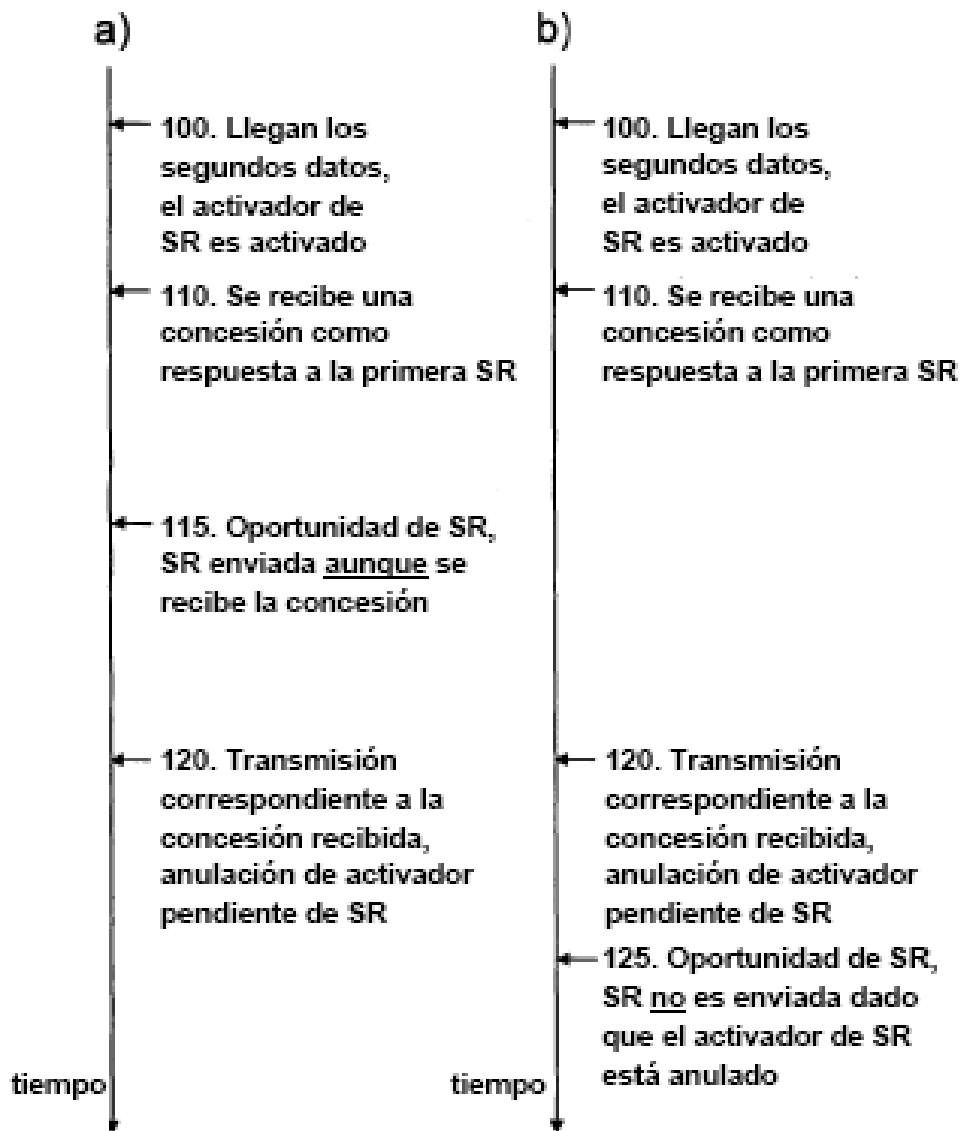 a)
100. Llegan los
segundos datos,
el activador de
SR es activado
110. Se recibe una
concesión como
respuesta a la primera SR
115. Oportunidad de SR,
SR enviada aunque se
recibe la concesión
120. Transmisión
correspondiente a la
concesión recibida,
anulación de activador
pendiente de SR
tiempo
b)
100. Llegan los
segundos datos,
el activador de
SR es activado
110. Se recibe una
concesión como
respuesta a la primera SR
120. Transmisión
correspondiente a la
concesión recibida,
anulación de activador
pendiente de SR
125. Oportunidad de SR,
SR no es enviada dado
que el activador de SR
está anulado
tiempo